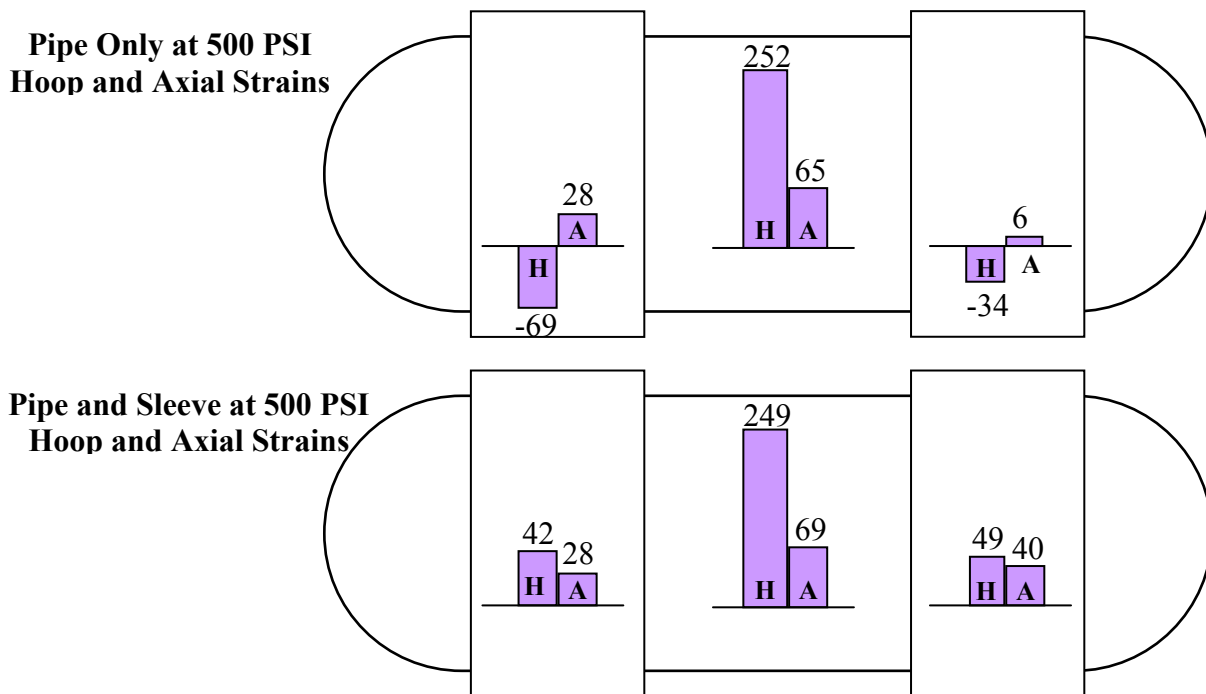 Pipe Only at 500 PSI
Hoop and Axial Strains
252
65
28
6
H A
A
H
H A
-69
-34
Pipe and Sleeve at 500 PSI
Hoop and Axial Strains
249
69
42 28
49 40
H A
H A
H A